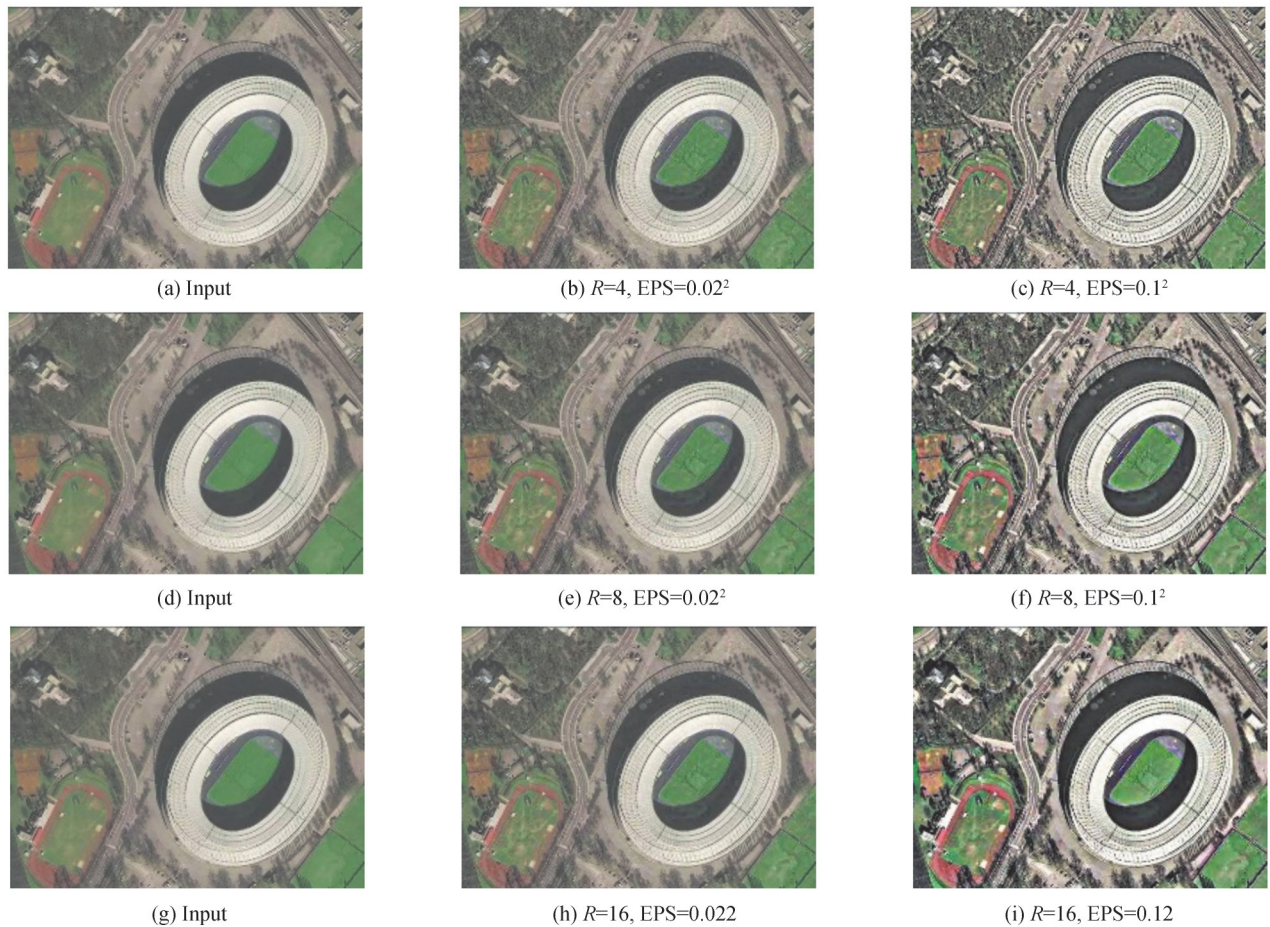 (a) Input
(b) R=4, EPS=0.02²
(c) R=4, EPS=0.1²
(d) Input
(e) R=8, EPS=0.02²
(f) R=8, EPS=0.1²
(g) Input
(h) R=16, EPS=0.022
(i) R=16, EPS=0.12